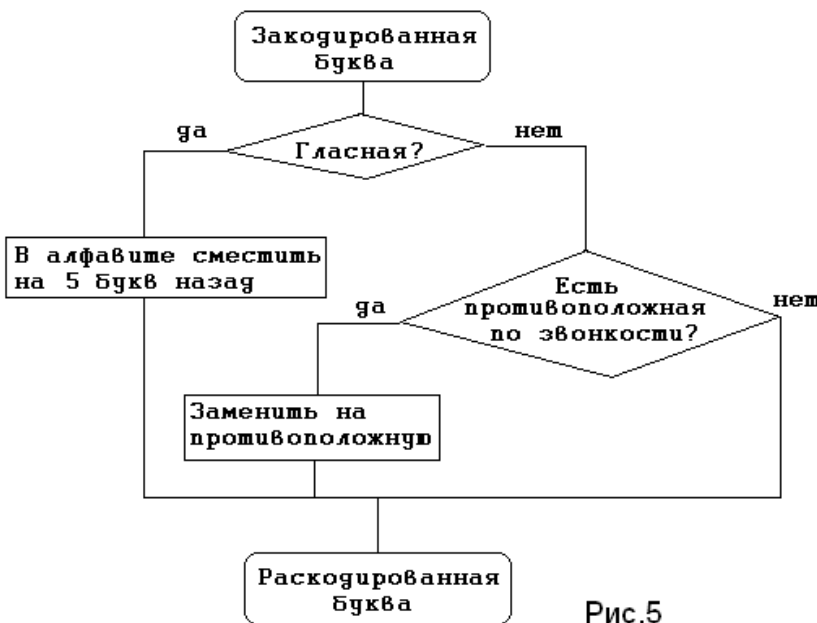 Закодированная
буква
да
нет
Гласная?
В алфавите сместить
на 5 букв назад
Есть
противоположная
по звонкости?
да
нет
Заменить на
противоположную
Раскодированная
буква
Рис.5